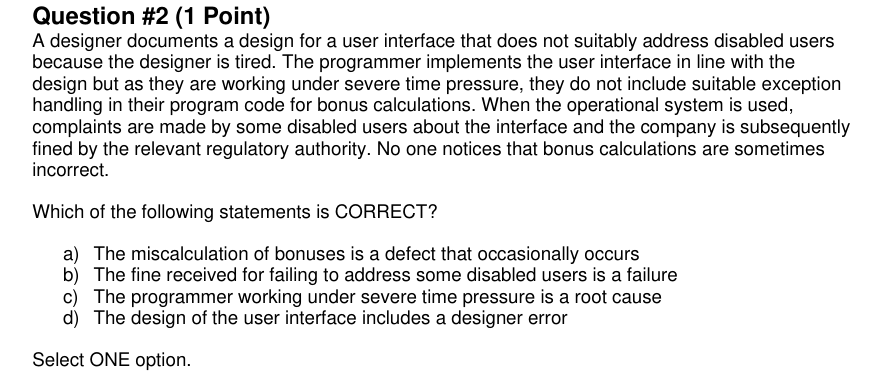 Question #2 (1 Point)
A designer documents a design for a user interface that does not suitably address disabled users
because the designer is tired. The programmer implements the user interface in line with the
design but as they are working under severe time pressure, they do not include suitable exception
handling in their program code for bonus calculations. When the operational system is used,
complaints are made by some disabled users about the interface and the company is subsequently
fined by the relevant regulatory authority. No one notices that bonus calculations are sometimes
incorrect.
Which of the following statements is CORRECT?
a) The miscalculation of bonuses is a defect that occasionally occurs
b) The fine received for failing to address some disabled users is a failure
c) The programmer working under severe time pressure is a root cause
d) The design of the user interface includes a designer error
Select ONE option.